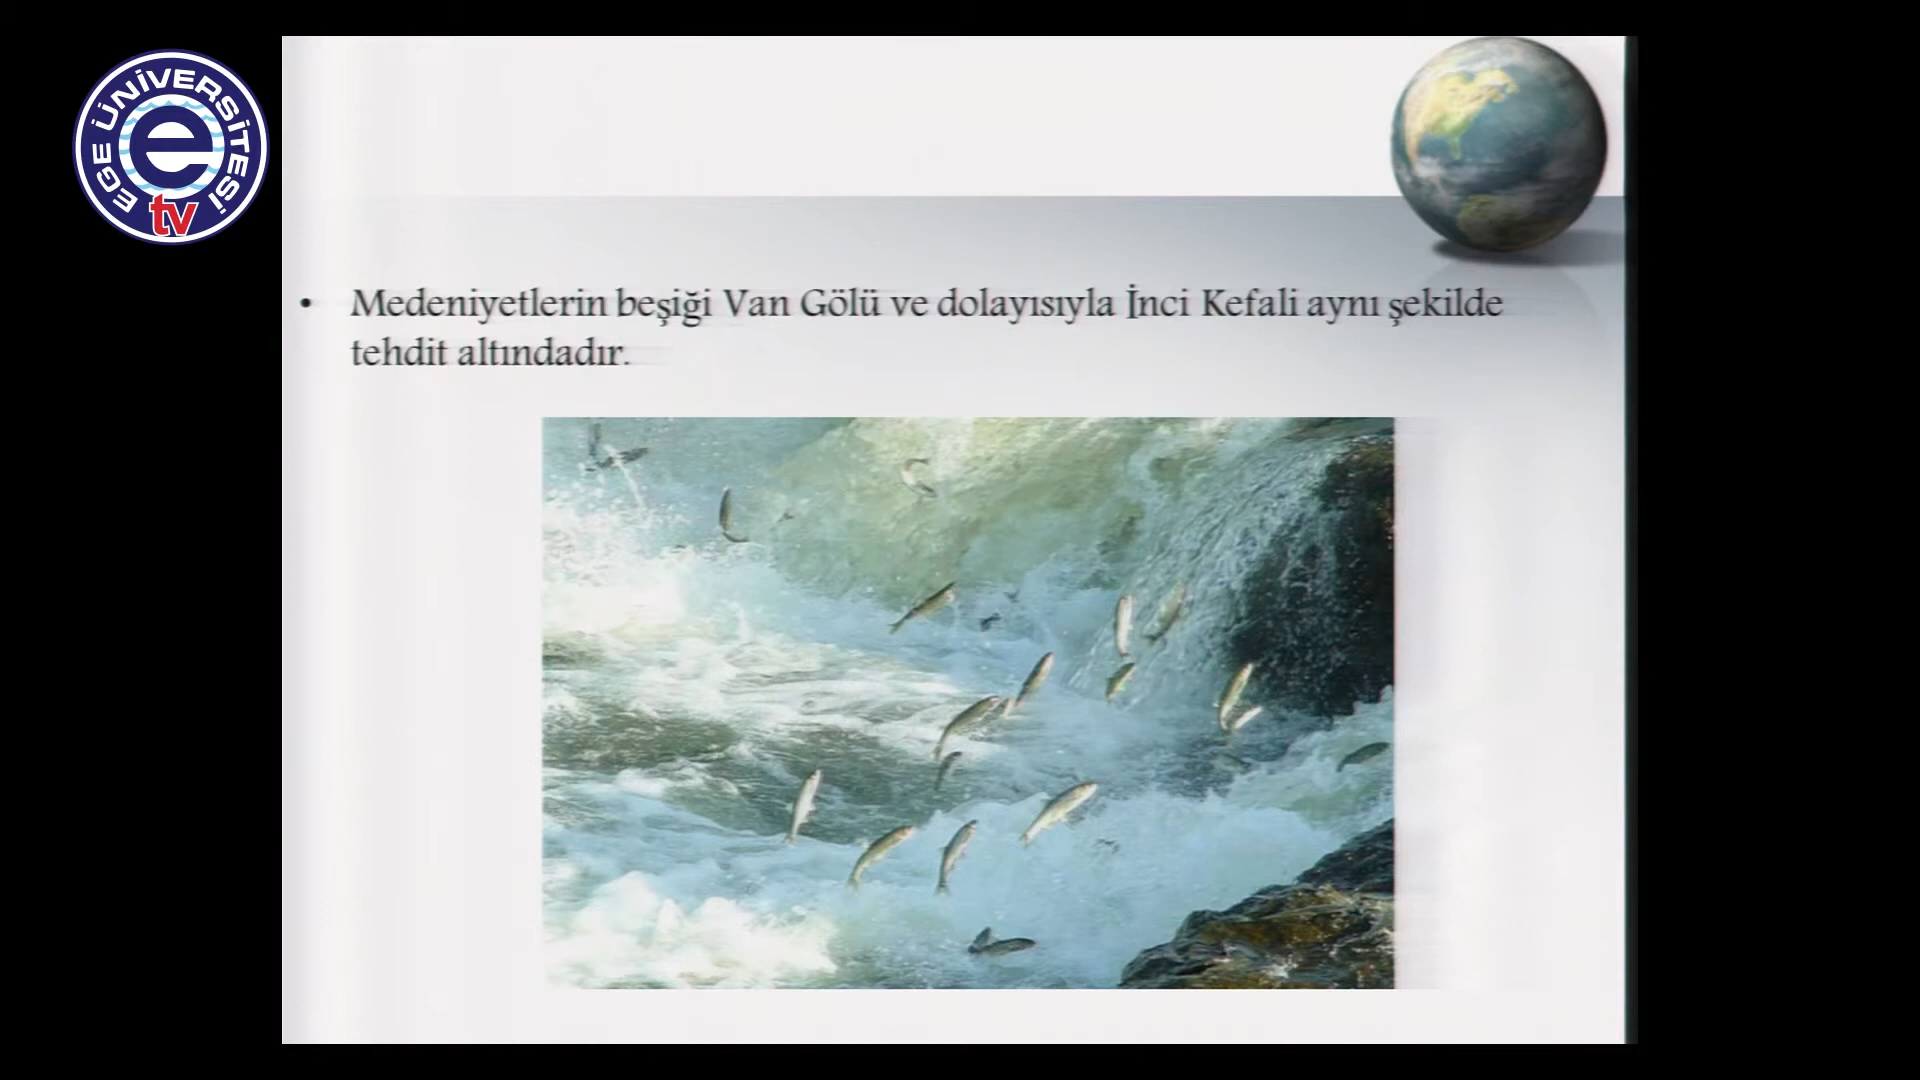 EGE ÜNİVERSİTESİ
e
tv
• Medeniyetlerin beşiği Van Gölü ve dolayısıyla İnci Kefali aynı şekilde
tehdit altındadır.